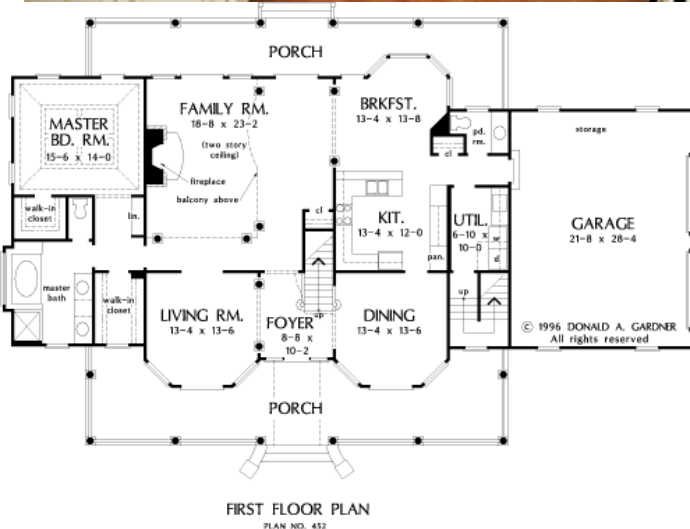 PORCH
MASTER
BD. RM.
15-6 x 14-0
FAMILY RM.
18-8 x 23-2
(two story
ceiling)
fireplace
balcony above
BRKFST.
13-4 x 13-8
pd.
rm.
cl
storage
GARAGE
21-8 x 28-4
walk-in
closet
lin.
cl
KIT.
13-4 x 12-0
pan.
UTIL.
6-10 x
10-0
d.
master
bath
walk-in
closet
LIVING RM.
13-4 x 13-6
FOYER
8-8 x
10-2
up
DINING
13-4 x 13-6
up
© 1996 DONALD A. GARDNER
All rights reserved
PORCH
FIRST FLOOR PLAN
PLAN NO. 452